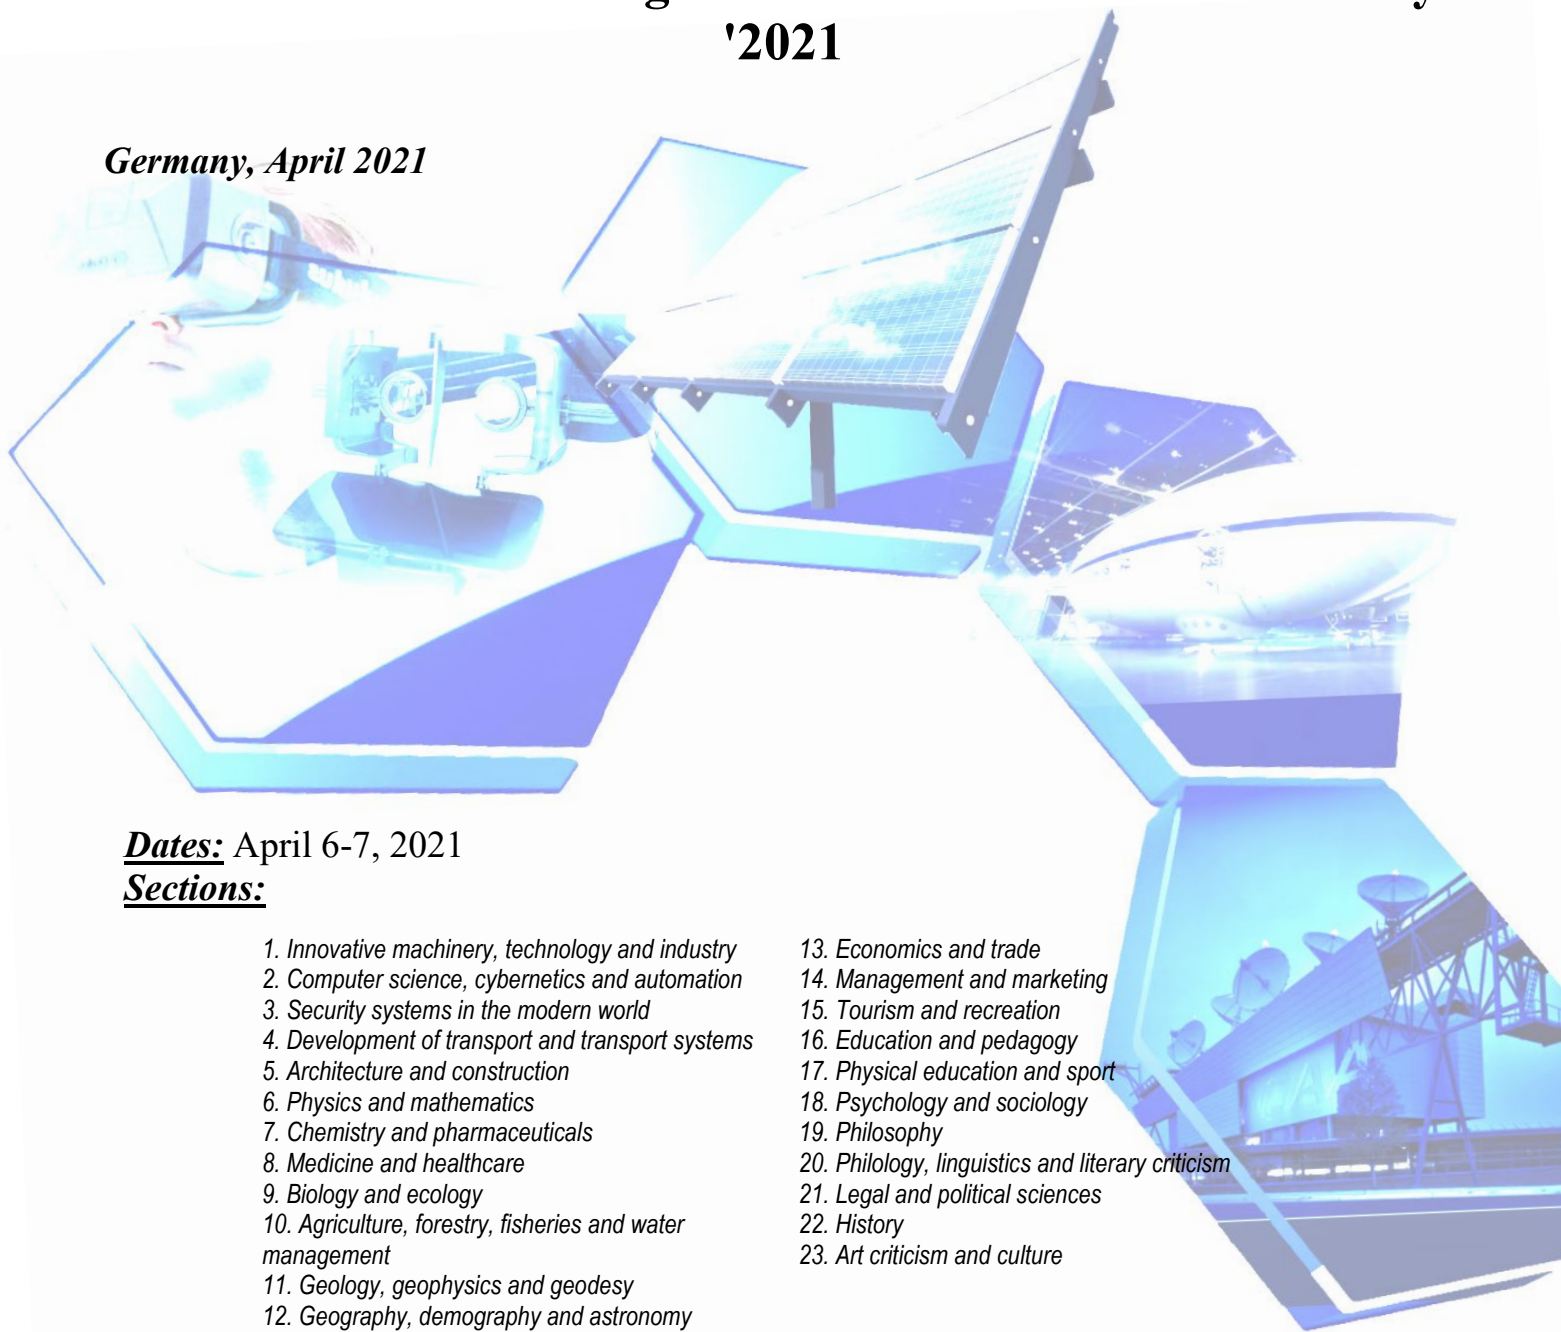 '2021
Germany, April 2021
Dates: April 6-7, 2021
Sections:
1. Innovative machinery, technology and industry
2. Computer science, cybernetics and automation
3. Security systems in the modern world
4. Development of transport and transport systems
5. Architecture and construction
6. Physics and mathematics
7. Chemistry and pharmaceuticals
8. Medicine and healthcare
9. Biology and ecology
10. Agriculture, forestry, fisheries and water
management
11. Geology, geophysics and geodesy
12. Geography, demography and astronomy
13. Economics and trade
14. Management and marketing
15. Tourism and recreation
16. Education and pedagogy
17. Physical education and sport
18. Psychology and sociology
19. Philosophy
20. Philology, linguistics and literary criticism
21. Legal and political sciences
22. History
23. Art criticism and culture